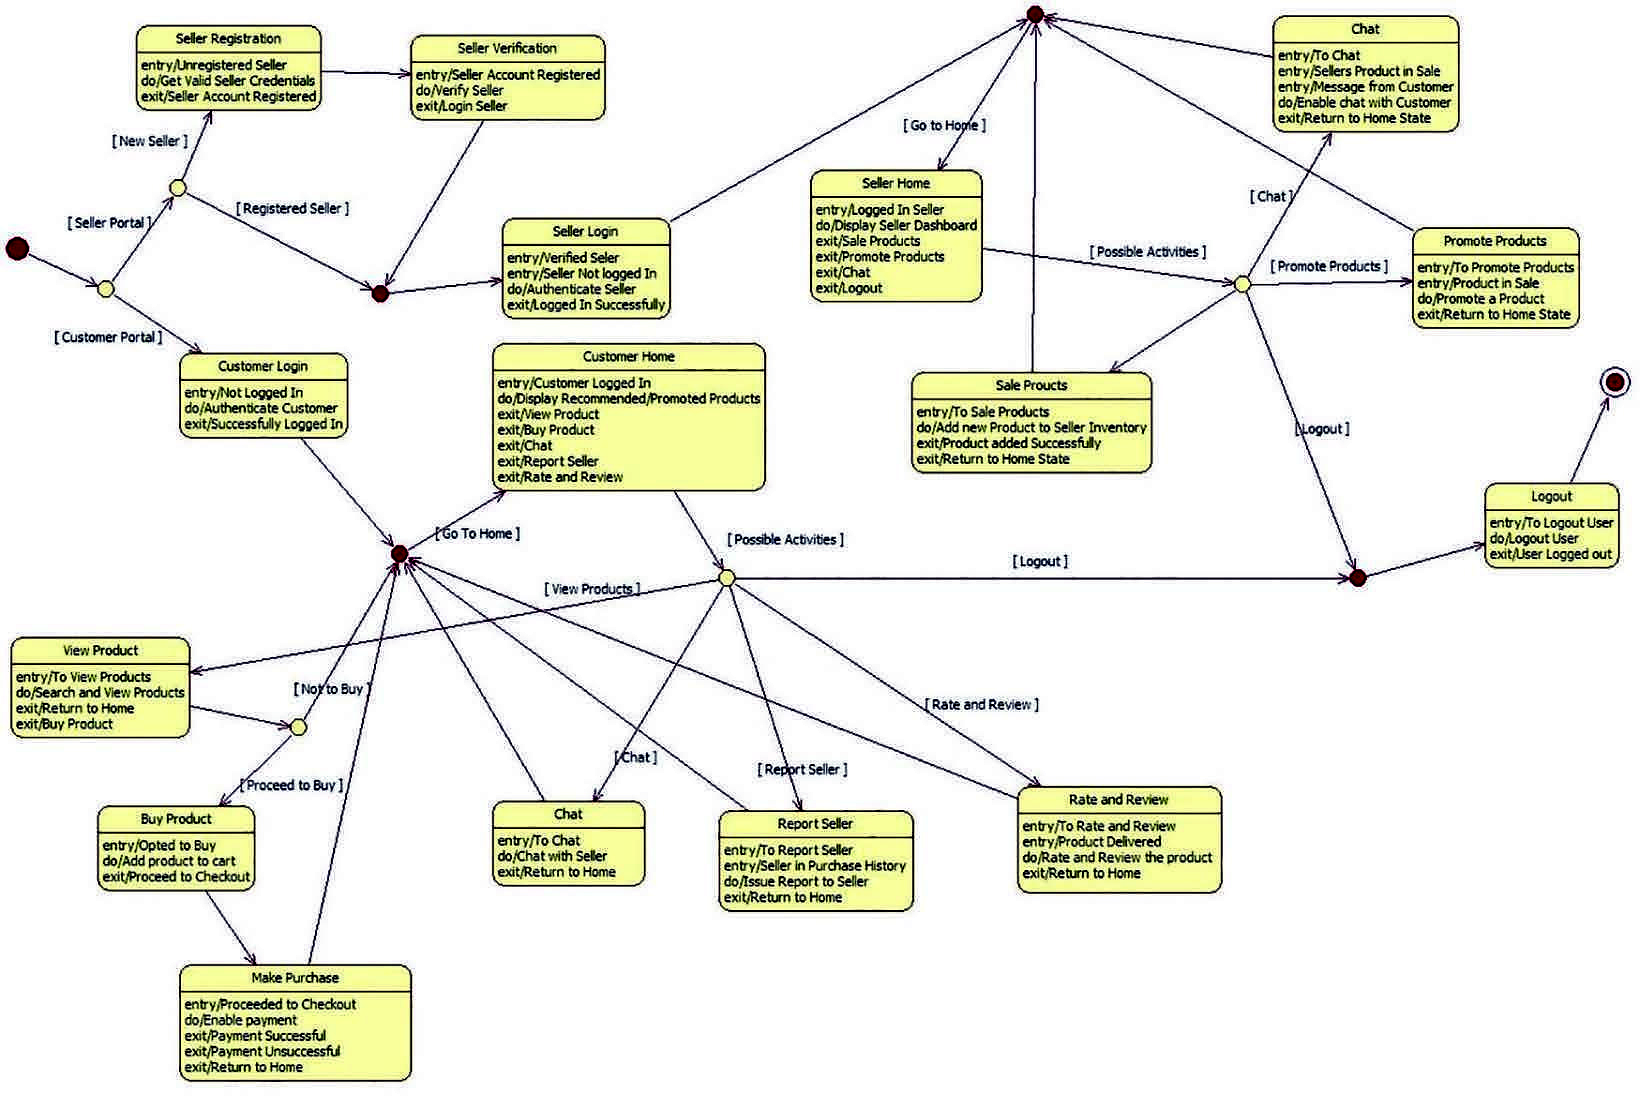 Seller Registration
entry/Unregistered Seller
do/Get Valid Seller Credentials
exit/Seller Account Registered
Seller Verification
entry/Seller Account Registered
do/Verify Seller
exit/Login Seller
Chat
entry/To Chat
entry/Sellers Product in Sale
entry/Message from Customer
do/Enable chat with Customer
exit/Return to Home State
[ New Seller ]
[ Go to Home ]
[ Seller Portal]
[ Registered Seller ]
Seller Home
entry/Logged In Seller
do/Display Seller Dashboard
exit/Sale Products
exit/Promote Products
exit/Chat
exit/Logout
[ Chat ]
Seller Login
entry/Verified Seler
entry/Seller Not logged In
do/Authenticate Seller
exit/Logged In Successfully
[ Possible Activities ]
[ Promote Products ]
Promote Products
entry/To Promote Products
entry/Product in Sale
do/Promote a Product
exit/Return to Home State
[ Customer Portal ]
Customer Login
entry/Not Logged In
do/Authenticate Customer
exit/Successfully Logged In
Customer Home
entry/Customer Logged In
do/Display Recommended/Promoted Products
exit/View Product
exit/Buy Product
exit/Chat
exit/Report Seller
exit/Rate and Review
Sale Proucts
entry/To Sale Products
do/Add new Product to Seller Inventory
exit/Product added Successfully
exit/Return to Home State
[Logout ]
Logout
entry/To Logout User
do/Logout User
exit/User Logged out
[ Go To Home ]
[ Possible Activities ]
[ Logout ]
[ View Products ]
View Product
entry/To View Products
do/Search and View Products
exit/Return to Home
exit/Buy Product
[ Not to Buy ]
[ Rate and Review ]
[ Proceed to Buy ]
[ Chat ]
[ Report Seller ]
Buy Product
entry/Opted to Buy
do/Add product to cart
exit/Proceed to Checkout
Chat
entry/To Chat
do/Chat with Seller
exit/Return to Home
Report Seller
entry/To Report Seller
entry/Seller in Purchase History
do/Issue Report to Seller
exit/Return to Home
Rate and Review
entry/To Rate and Review
entry/Product Delivered
do/Rate and Review the product
exit/Return to Home
Make Purchase
entry/Proceeded to Checkout
do/Enable payment
exit/Payment Successful
exit/Payment Unsuccessful
exit/Return to Home